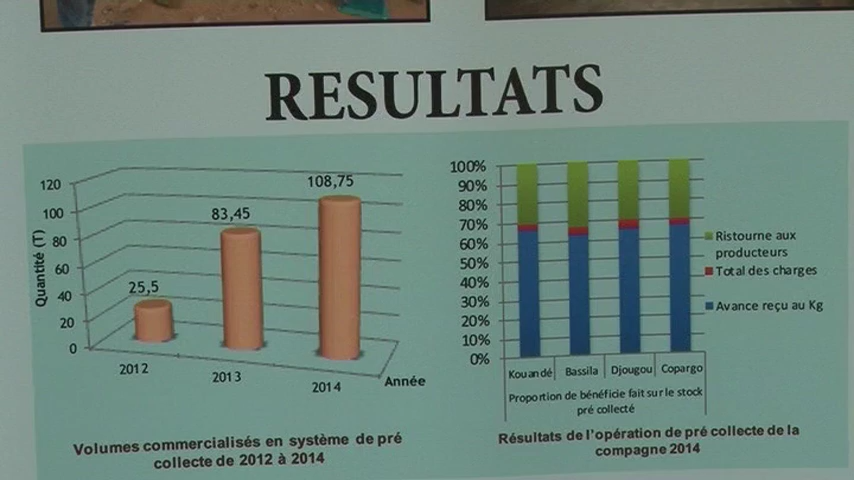 RESULTATS
120
100
80
60
40
20
0
Quantité (T)
25,5
83,45
108,75
2012
2013
2014
Année
Volumes commercialisés en système de pré
collecte de 2012 à 2014
100%
90%
80%
70%
60%
50%
40%
30%
20%
10%
0%
Kouandé
Bassila
Djougou
Copargo
Proportion de bénéficie fait sur le stock
pré collecté
Ristourne aux
producteurs
Total des charges
Avance reçu au Kg
Résultats de l'opération de pré collecte de la
compagne 2014